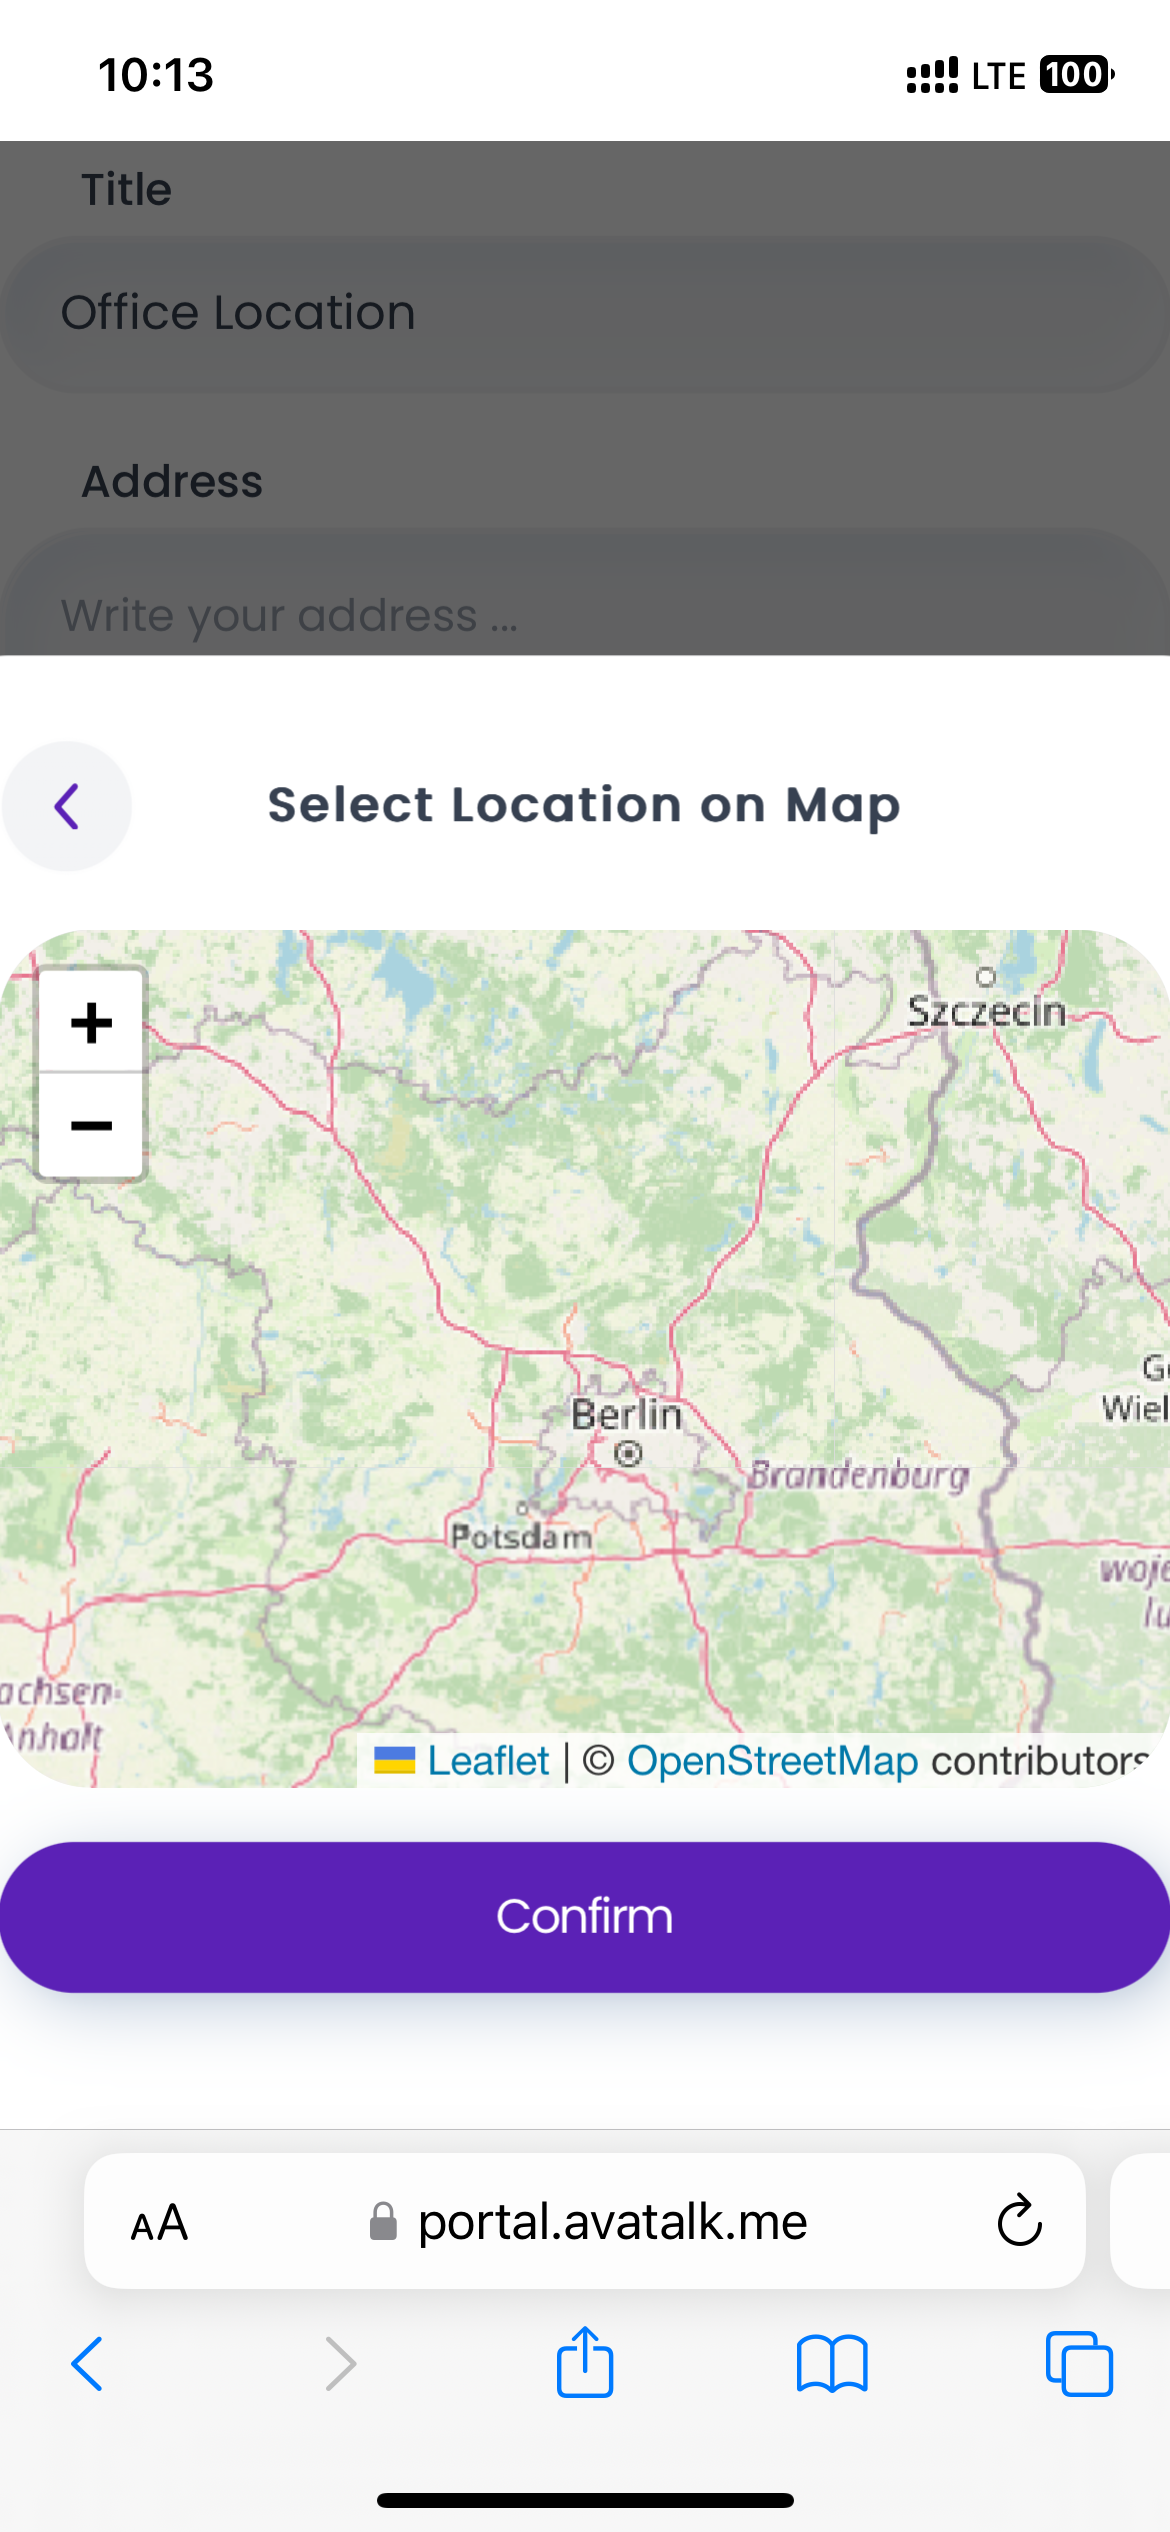 10:13
LTE 100
Title
Office Location
Address
Write your address ...
Select Location on Map
+
−
Szczecin
Berlin
Wiel
Brandenburg
Potsdam
woje
lu
achsen-
Anhalt
Leaflet | © OpenStreetMap contributors
Confirm
AA portal.avatalk.me